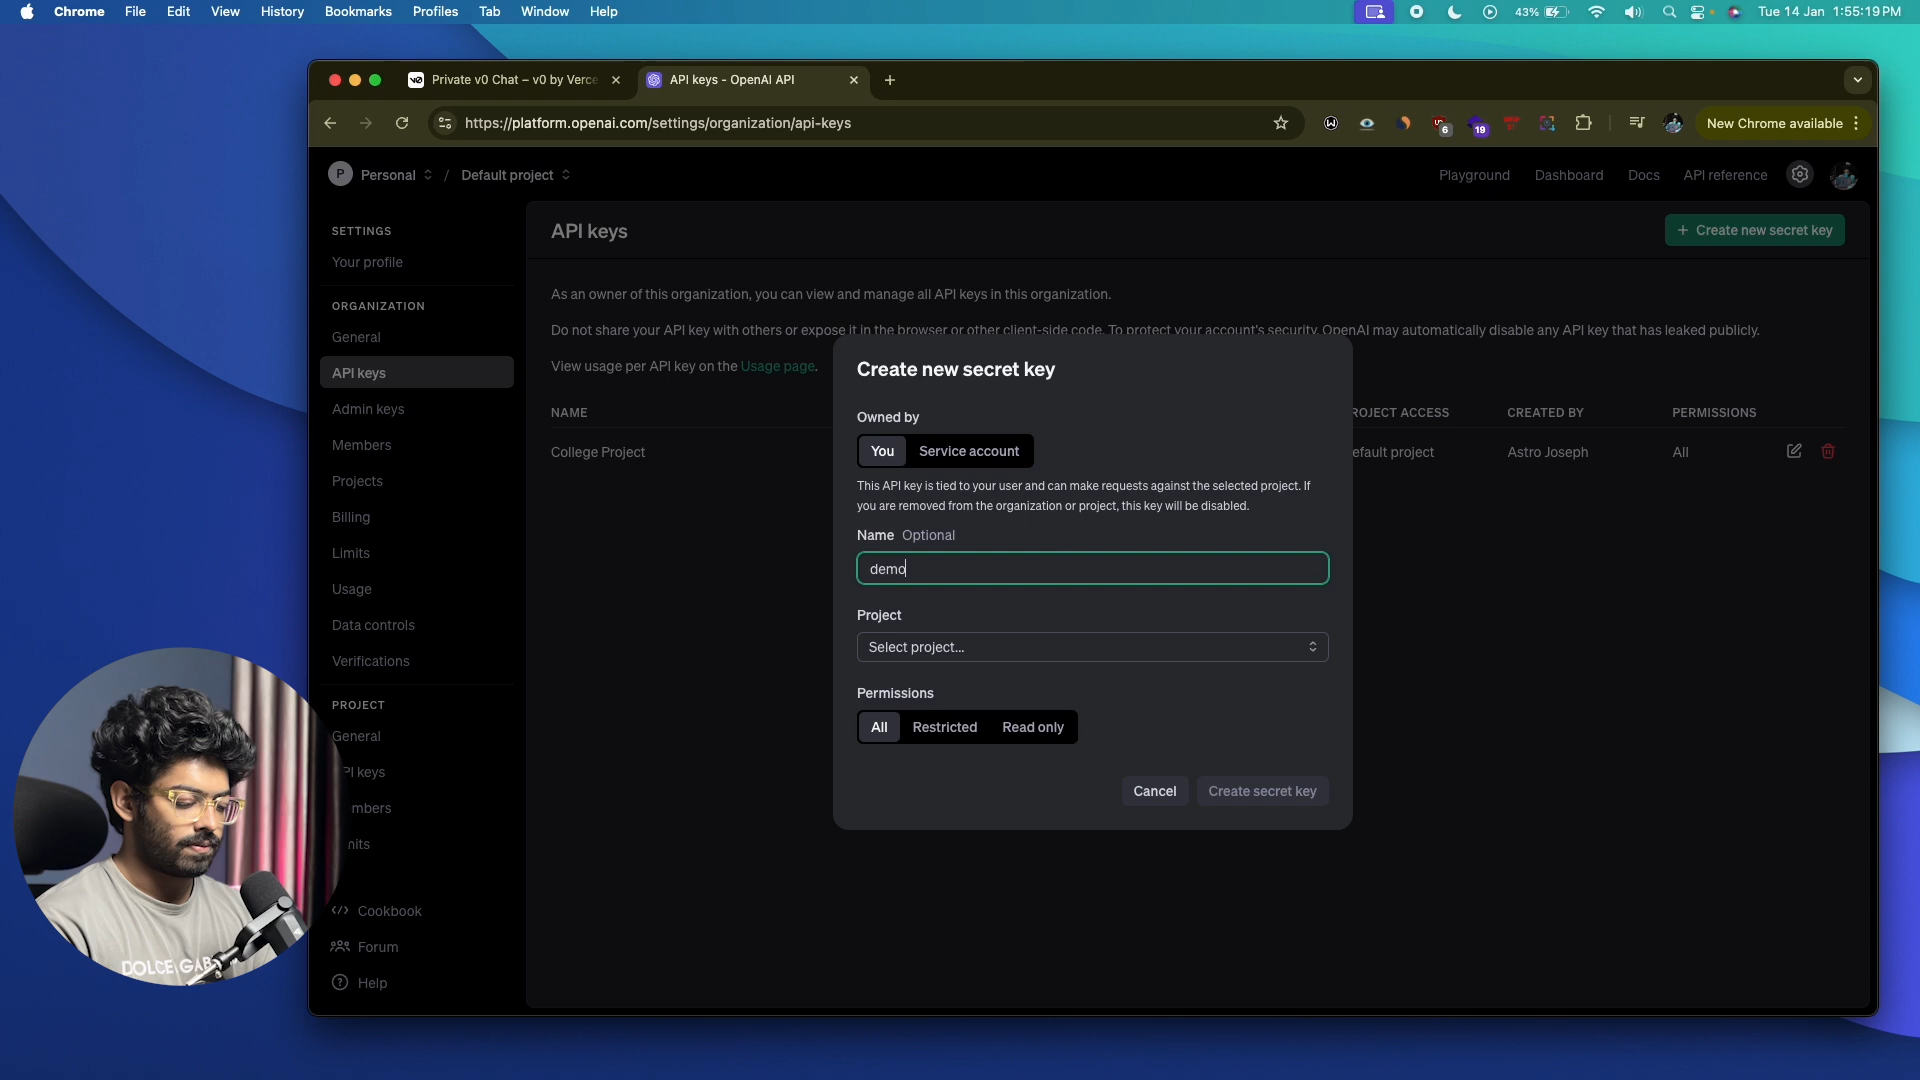 Chrome File Edit View History Bookmarks Profiles Tab Window Help 43% Tue 14 Jan 1:55:19 PM
Private v0 Chat – v0 by Verce API keys - OpenAI API
https://platform.openai.com/settings/organization/api-keys 6 19 New Chrome available
P Personal / Default project Playground Dashboard Docs API reference
SETTINGS
Your profile
ORGANIZATION
General
API keys
Admin keys
Members
Projects
Billing
Limits
Usage
Data controls
Verifications
PROJECT
General
PI keys
mbers
mits
Cookbook
Forum
Help
API keys
+ Create new secret key
As an owner of this organization, you can view and manage all API keys in this organization.
Do not share your API key with others or expose it in the browser or other client-side code. To protect your account's security, OpenAI may automatically disable any API key that has leaked publicly.
View usage per API key on the Usage page.
NAME ROJECT ACCESS CREATED BY PERMISSIONS
College Project efault project Astro Joseph All
Create new secret key
Owned by
You Service account
This API key is tied to your user and can make requests against the selected project. If
you are removed from the organization or project, this key will be disabled.
Name Optional
demo
Project
Select project...
Permissions
All Restricted Read only
Cancel Create secret key
DOLCE GAB